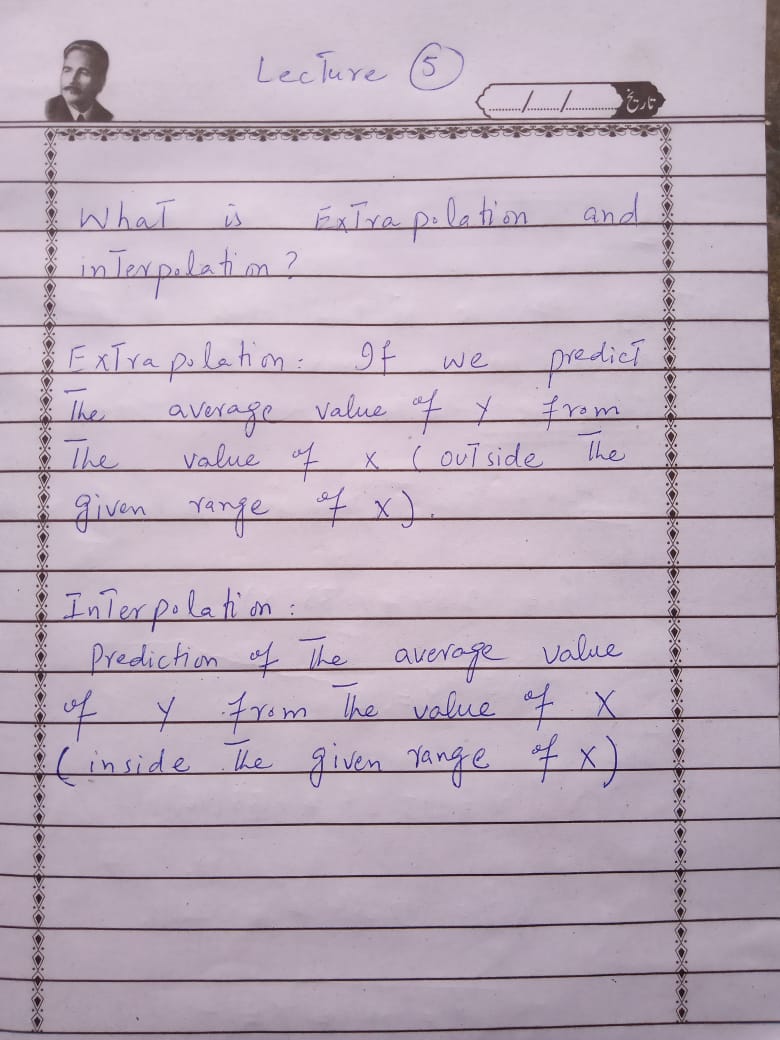 Lecture 5
....../....../.......... تاریخ
What is Extrapolation and
interpolation?
Extrapolation: If we predict
The average value of Y from
The value of x (outside The
given range of x).
Interpolation:
Prediction of The average value
of Y from The value of X
(inside The given range of x)